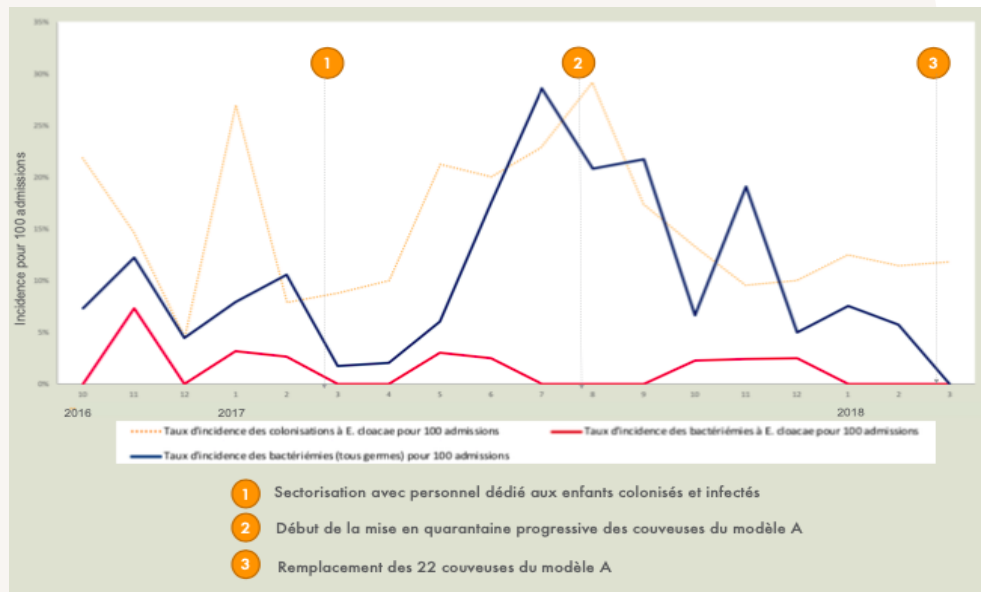 35%
1
2
3
30%
25%
20%
15%
10%
5%
0%
Incidence pour 100 admissions
10 11 12 1 2 3 4 5 6 7 8 9 10 11 12 1 2 3
2016 2017 2018
Taux d'incidence des colonisations à E. cloacae pour 100 admissions Taux d'incidence des bactériémies à E. cloacae pour 100 admissions
Taux d'incidence des bactériémies (tous germes) pour 100 admissions
1 Sectorisation avec personnel dédié aux enfants colonisés et infectés
2 Début de la mise en quarantaine progressive des couveuses du modèle A
3 Remplacement des 22 couveuses du modèle A